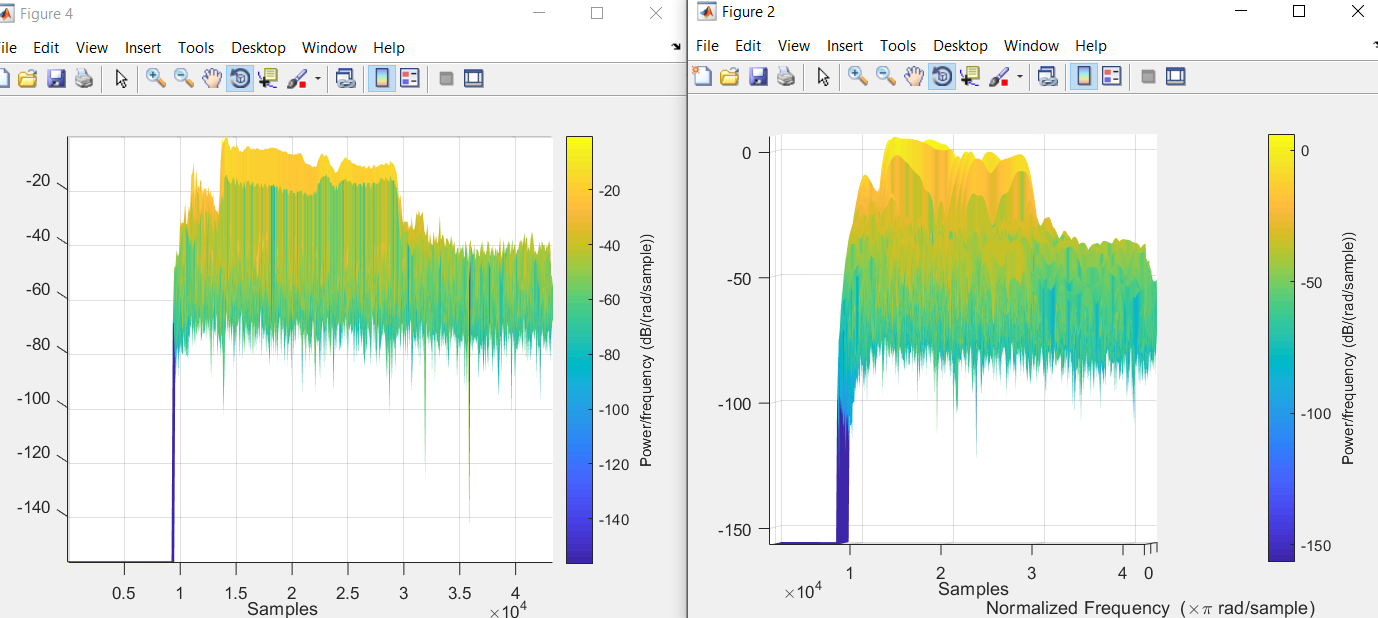 Figure 4
ile Edit View Insert Tools Desktop Window Help
-20
-40
-60
-80
-100
-120
-140
0.5 1 1.5 2 2.5 3 3.5 4
Samples
×10^4
-20
-40
-60
-80
-100
-120
-140
Power/frequency (dB/(rad/sample))
Figure 2
File Edit View Insert Tools Desktop Window Help
0
-50
-100
-150
1 2 3 4 0
×10^4
Samples
Normalized Frequency (×π rad/sample)
0
-50
-100
-150
Power/frequency (dB/(rad/sample))